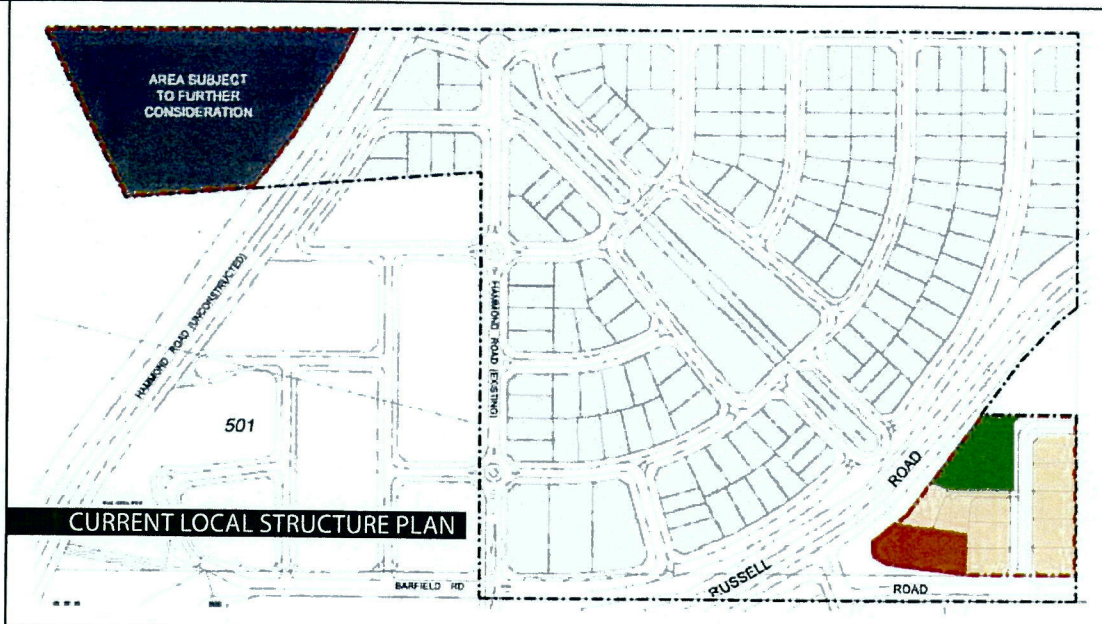 AREA SUBJECT
TO FURTHER
CONSIDERATION
HAMMOND ROAD (UNCONSTRUCTED)
HAMMOND ROAD (EXISTING)
501
ROAD
CURRENT LOCAL STRUCTURE PLAN
BARFIELD RD
RUSSELL
ROAD